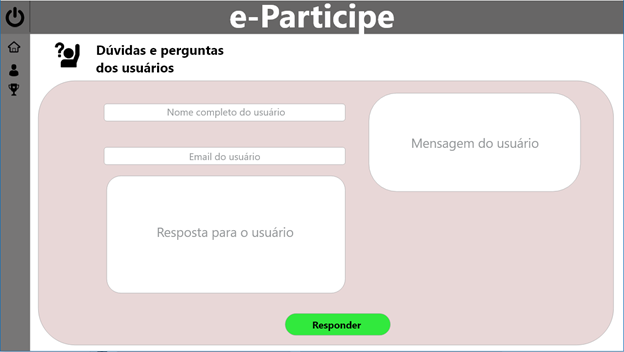 e-Participe
Dúvidas e perguntas
dos usuários
Nome completo do usuário
Mensagem do usuário
Email do usuário
Resposta para o usuário
Responder